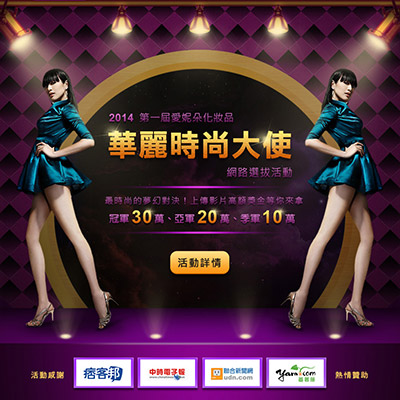 2014 第一屆愛妮朵化妝品
華麗時尚大使
網路選拔活動
最時尚的夢幻對決！上傳影片高額獎金等你來拿
冠軍30萬、亞軍20萬、季軍10萬
活動詳情
活動感謝
痞客邦
中時電子報
聯合新聞網
udn.com
yam.com
蕃薯藤
熱情贊助